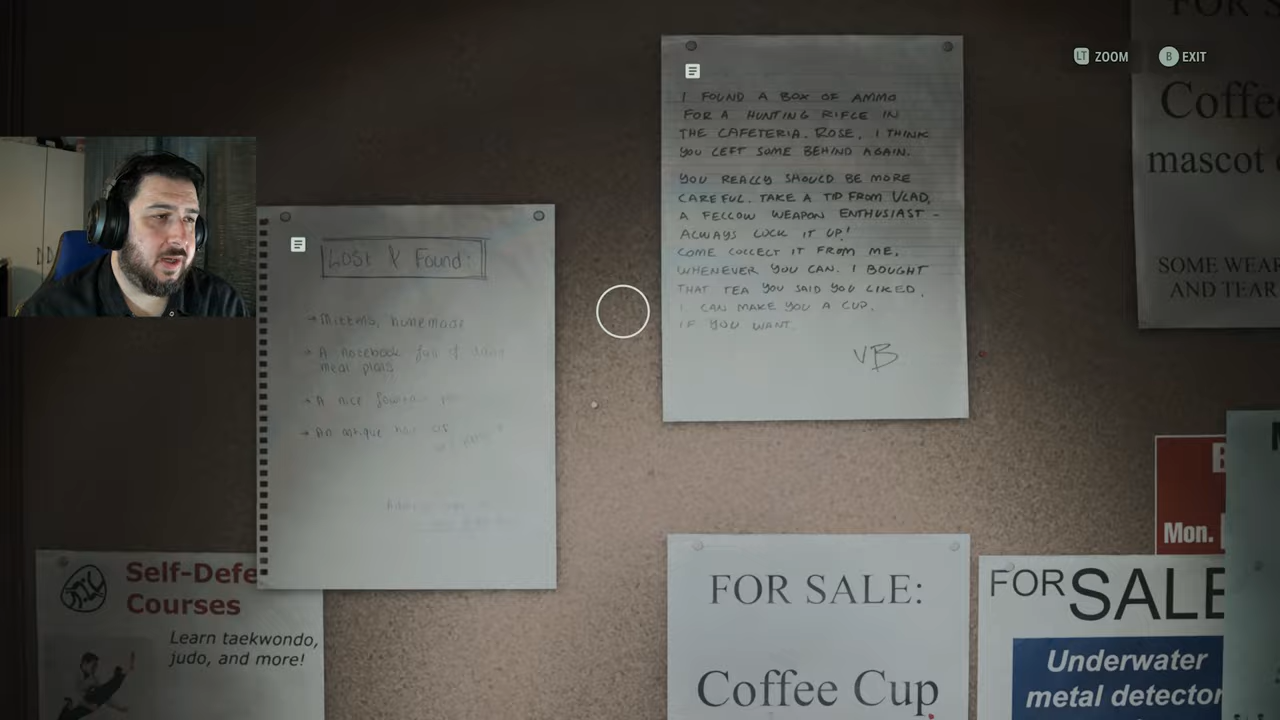 LT ZOOM
B EXIT
I FOUND A BOX OF AMMO
FOR A HUNTING RIFLE IN
THE CAFETERIA. ROSE, I THINK
YOU LEFT SOME BEHIND AGAIN.
YOU REALLY SHOULD BE MORE
CAREFUL. TAKE A TIP FROM VLAD,
A FELLOW WEAPON ENTHUSIAST -
ALWAYS LOCK IT UP!
COME COLLECT IT FROM ME,
WHENEVER YOU CAN. I BOUGHT
THAT TEA YOU SAID YOU LIKED.
I CAN MAKE YOU A CUP,
IF YOU WANT.
VB
Lost & Found:
→ Mittens, homemade
→ A notebook full of
meal plans
→ A nice
→ An antique
Self-Defe
Courses
Learn taekwondo,
judo, and more!
FOR SALE:
Coffee Cup
FOR SALE
Underwater
metal detector
FOR S
Coffe
mascot
SOME WEAR
AND TEAR
B
Mon.